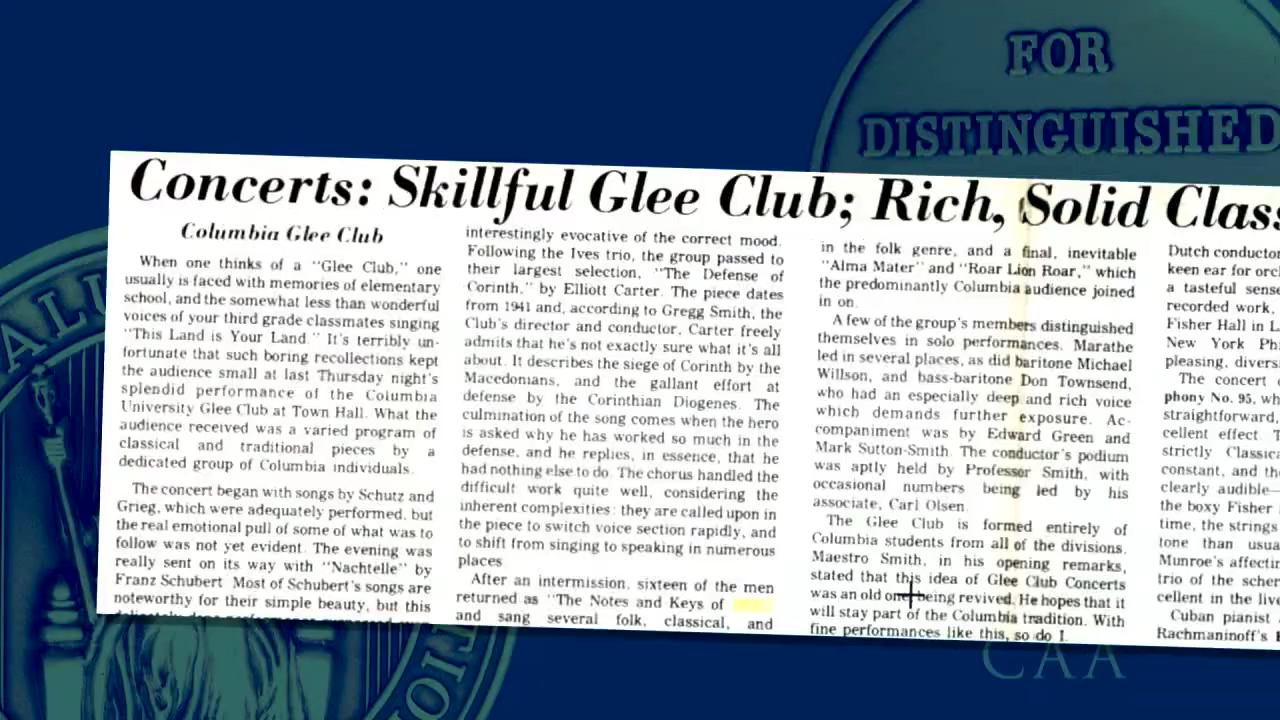 FOR
DISTINGUISHED
Concerts: Skillful Glee Club; Rich, Solid Clas
Columbia Glee Club
When one thinks of a "Glee Club," one
usually is faced with memories of elementary
school, and the somewhat less than wonderful
voices of your third grade classmates singing
"This Land is Your Land." It's terribly un-
fortunate that such boring recollections kept
the audience small at last Thursday night's
splendid performance of the Columbia
University Glee Club at Town Hall. What the
audience received was a varied program of
classical and traditional pieces by a
dedicated group of Columbia individuals.
The concert began with songs by Schutz and
Grieg, which were adequately performed, but
the real emotional pull of some of what was to
follow was not yet evident. The evening was
really sent on its way with "Nachtelle" by
Franz Schubert. Most of Schubert's songs are
noteworthy for their simple beauty, but this
interestingly evocative of the correct mood.
Following the Ives trio, the group passed to
their largest selection, "The Defense of
Corinth," by Elliott Carter. The piece dates
from 1941 and, according to Gregg Smith, the
Club's director and conductor, Carter freely
admits that he's not exactly sure what it's all
about. It describes the siege of Corinth by the
Macedonians, and the gallant effort at
defense by the Corinthian Diogenes. The
culmination of the song comes when the hero
is asked why he has worked so much in the
defense, and he replies, in essence, that he
had nothing else to do. The chorus handled the
difficult work quite well, considering the
inherent complexities: they are called upon in
the piece to switch voice section rapidly, and
to shift from singing to speaking in numerous
places
After an intermission, sixteen of the men
returned as "The Notes and Keys of
and sang several folk, classical, and
in the folk genre, and a final, inevitable
"Alma Mater" and "Roar Lion Roar," which
the predominantly Columbia audience joined
in on.
A few of the group's members distinguished
themselves in solo performances. Marathe
led in several places, as did baritone Michael
Willson, and bass-baritone Don Townsend,
who had an especially deep and rich voice
which demands further exposure. Ac-
companiment was by Edward Green and
Mark Sutton-Smith. The conductor's podium
was aptly held by Professor Smith, with
occasional numbers being led by his
associate, Carl Olsen.
The Glee Club is formed entirely of
Columbia students from all of the divisions.
Maestro Smith, in his opening remarks,
stated that this idea of Glee Club Concerts
was an old one being revived. He hopes that it
will stay part of the Columbia tradition. With
fine performances like this, so do I.
Dutch conductor
keen ear for orc
a tasteful sense
recorded work,
Fisher Hall in L
New York Ph
pleasing, divers
The concert
phony No. 95, wh
straightforward,
cellent effect. T
strictly Classica
constant, and th
clearly audible—
the boxy Fisher
time, the strings
tone than usua
Munroe's affecti
trio of the scher
cellent in the live
Cuban pianist
Rachmaninoff's
CAA